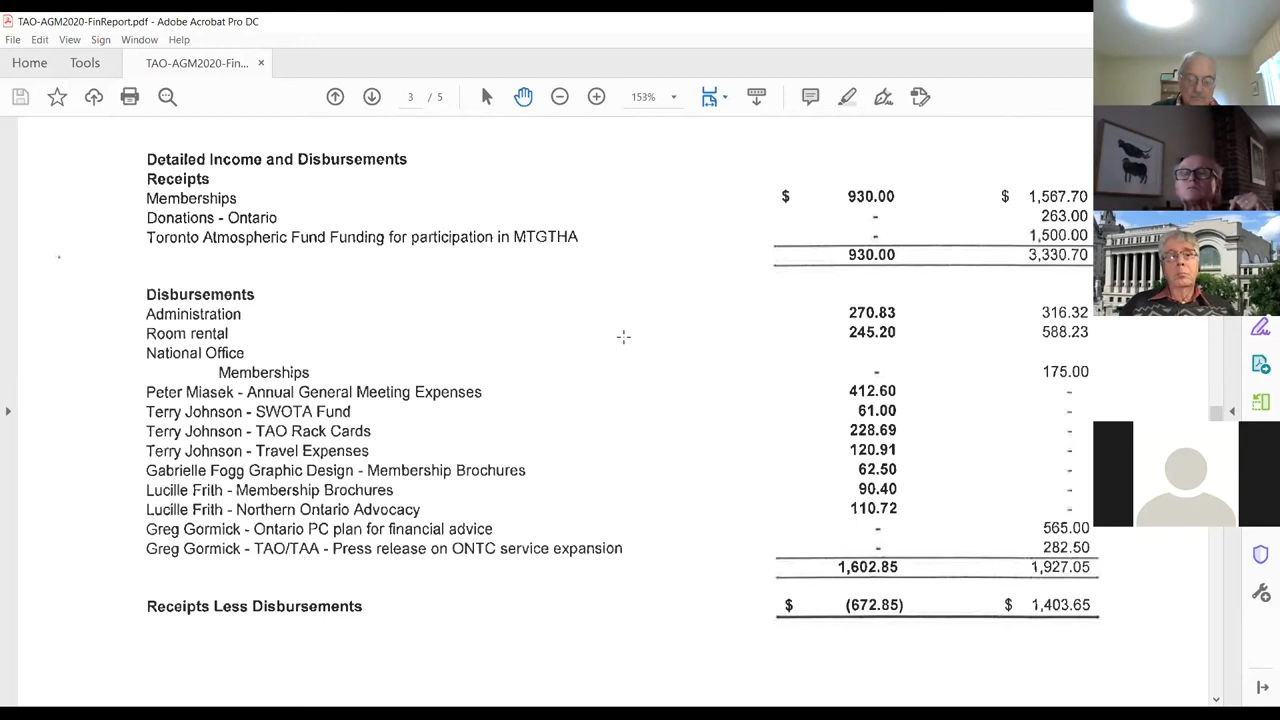 TAO-AGM2020-FinReport.pdf - Adobe Acrobat Pro DC
File Edit View Sign Window Help
Home Tools TAO-AGM2020-Fin... ×
3 / 5 153%
Detailed Income and Disbursements
Receipts
Memberships $ 930.00 $ 1,567.70
Donations - Ontario - 263.00
Toronto Atmospheric Fund Funding for participation in MTGTHA - 1,500.00
930.00 3,330.70
Disbursements
Administration 270.83 316.32
Room rental 245.20 588.23
National Office
Memberships - 175.00
Peter Miasek - Annual General Meeting Expenses 412.60 -
Terry Johnson - SWOTA Fund 61.00 -
Terry Johnson - TAO Rack Cards 228.69 -
Terry Johnson - Travel Expenses 120.91 -
Gabrielle Fogg Graphic Design - Membership Brochures 62.50 -
Lucille Frith - Membership Brochures 90.40 -
Lucille Frith - Northern Ontario Advocacy 110.72 -
Greg Gormick - Ontario PC plan for financial advice - 565.00
Greg Gormick - TAO/TAA - Press release on ONTC service expansion - 282.50
1,602.85 1,927.05
Receipts Less Disbursements $ (672.85) $ 1,403.65